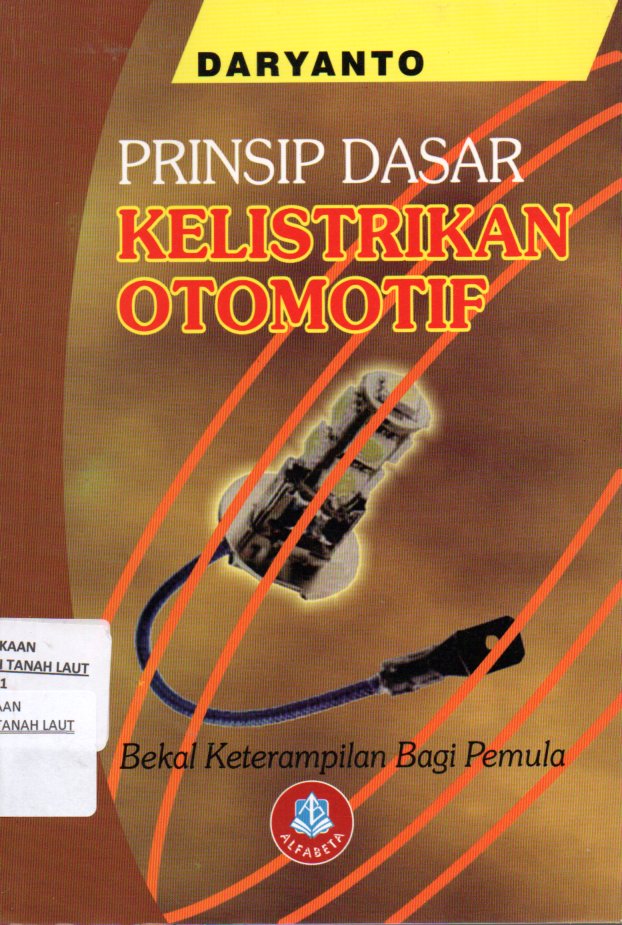 DARYANTO
PRINSIP DASAR
KELISTRIKAN
OTOMOTIF
KAAN
TANAH LAUT
1
AAN
TANAH LAUT
Bekal Keterampilan Bagi Pemula
ALFABETA